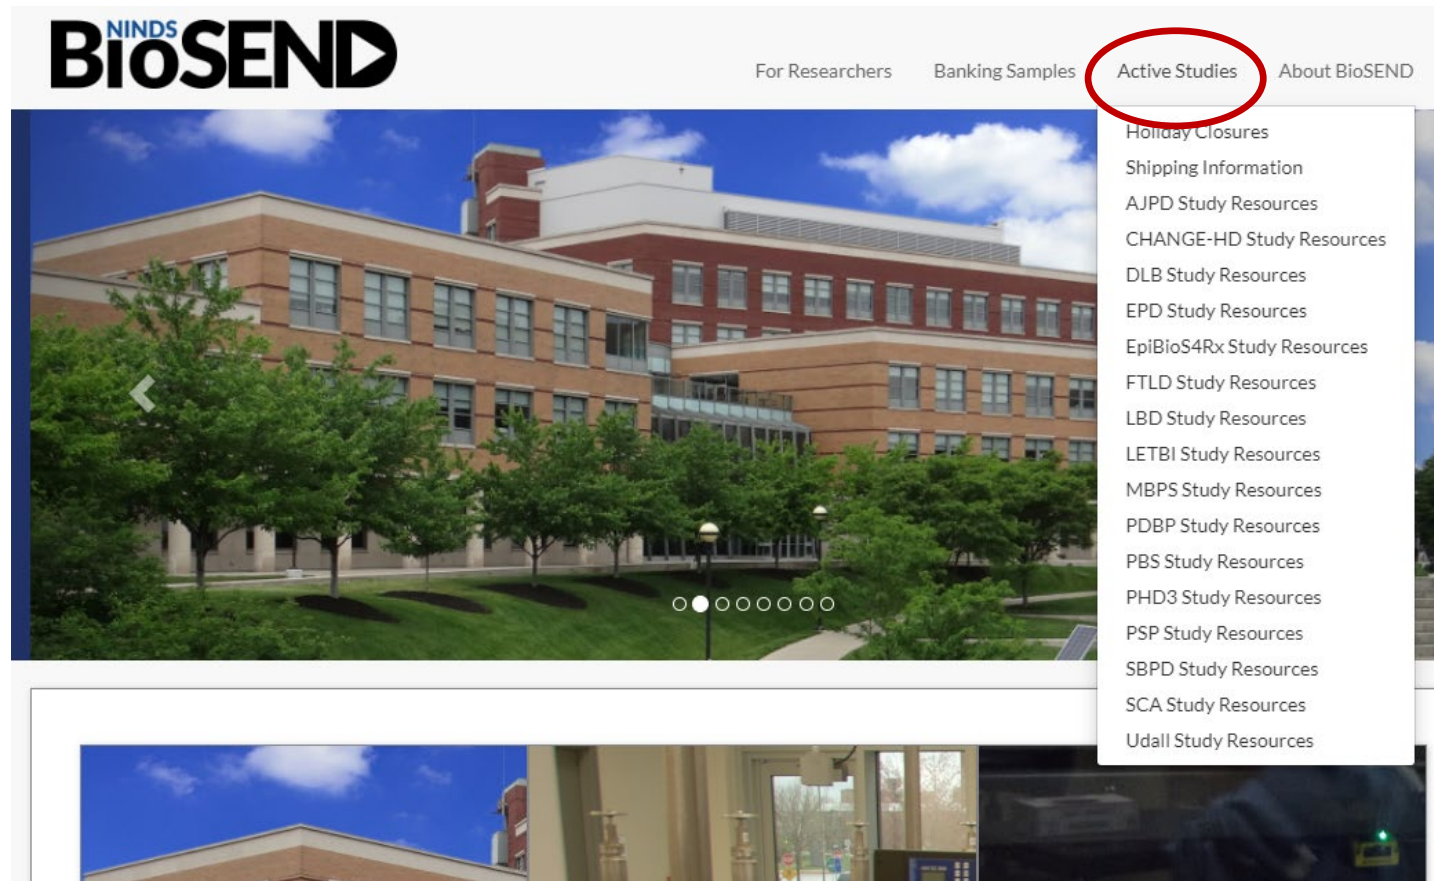 NINDS
BioSEND
For Researchers
Banking Samples
Active Studies
About BioSEND
Holiday Closures
Shipping Information
AJPD Study Resources
CHANGE-HD Study Resources
DLB Study Resources
EPD Study Resources
EpiBioS4Rx Study Resources
FTLD Study Resources
LBD Study Resources
LETBI Study Resources
MBPS Study Resources
PDBP Study Resources
PBS Study Resources
PHD3 Study Resources
PSP Study Resources
SBPD Study Resources
SCA Study Resources
Udall Study Resources